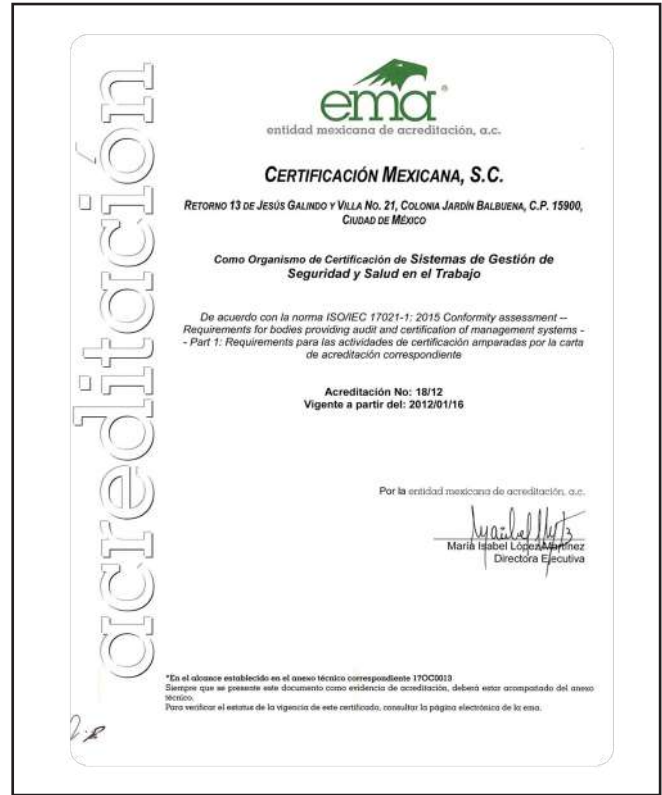 acreditación
ema®
entidad mexicana de acreditación, a.c.
CERTIFICACIÓN MEXICANA, S.C.
RETORNO 13 DE JESÚS GALINDO Y VILLA NO. 21, COLONIA JARDÍN BALBUENA, C.P. 15900,
CIUDAD DE MÉXICO
Como Organismo de Certificación de Sistemas de Gestión de
Seguridad y Salud en el Trabajo
De acuerdo con la norma ISO/IEC 17021-1: 2015 Conformity assessment --
Requirements for bodies providing audit and certification of management systems -
- Part 1: Requirements para las actividades de certificación amparadas por la carta
de acreditación correspondiente
Acreditación No: 18/12
Vigente a partir del: 2012/01/16
Por la entidad mexicana de acreditación, a.c.
María Isabel López Martínez
Directora Ejecutiva
*En el alcance establecido en el anexo técnico correspondiente 17OC0013
Siempre que se presente este documento como evidencia de acreditación, deberá estar acompañado del anexo
técnico.
Para verificar el estatus de la vigencia de este certificado, consultar la página electrónica de la ema.